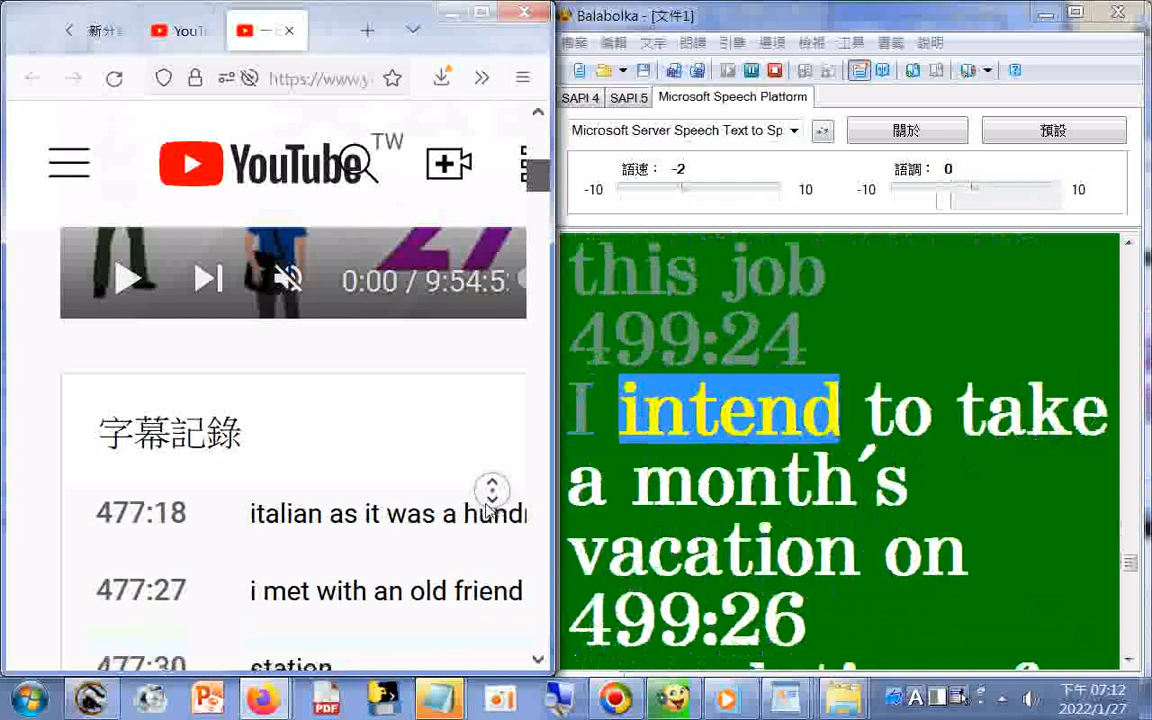 新分
YouT
一
Balabolka - [文件1]
檔案 編輯 文字 朗讀 引擎 選項 檢視 工具 書籤 說明
https://www.y
SAPI 4
SAPI 5
Microsoft Speech Platform
Microsoft Server Speech Text to Sp
關於
預設
語速： -2
-10
10
語調： 0
-10
10
YouTube
TW
27
0:00 / 9:54:5
字幕記錄
477:18
italian as it was a hund
477:27
i met with an old friend
477:30
station
this job
499:24
I intend to take
a month's
vacation on
499:26
PDF
A
下午 07:12
2022/1/27